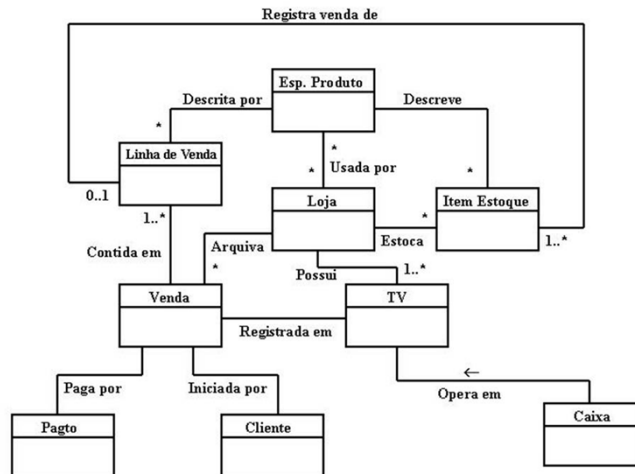 Registra venda de
Esp. Produto
Descrita por
Descreve
*
*
*
*
Usada por
Linha de Venda
Loja
Item Estoque
0..1
1..*
*
1..*
Estoca
Arquiva
Contida em
*
Possui
1..*
Venda
TV
Registrada em
←
Paga por
Iniciada por
Opera em
Pagto
Cliente
Caixa